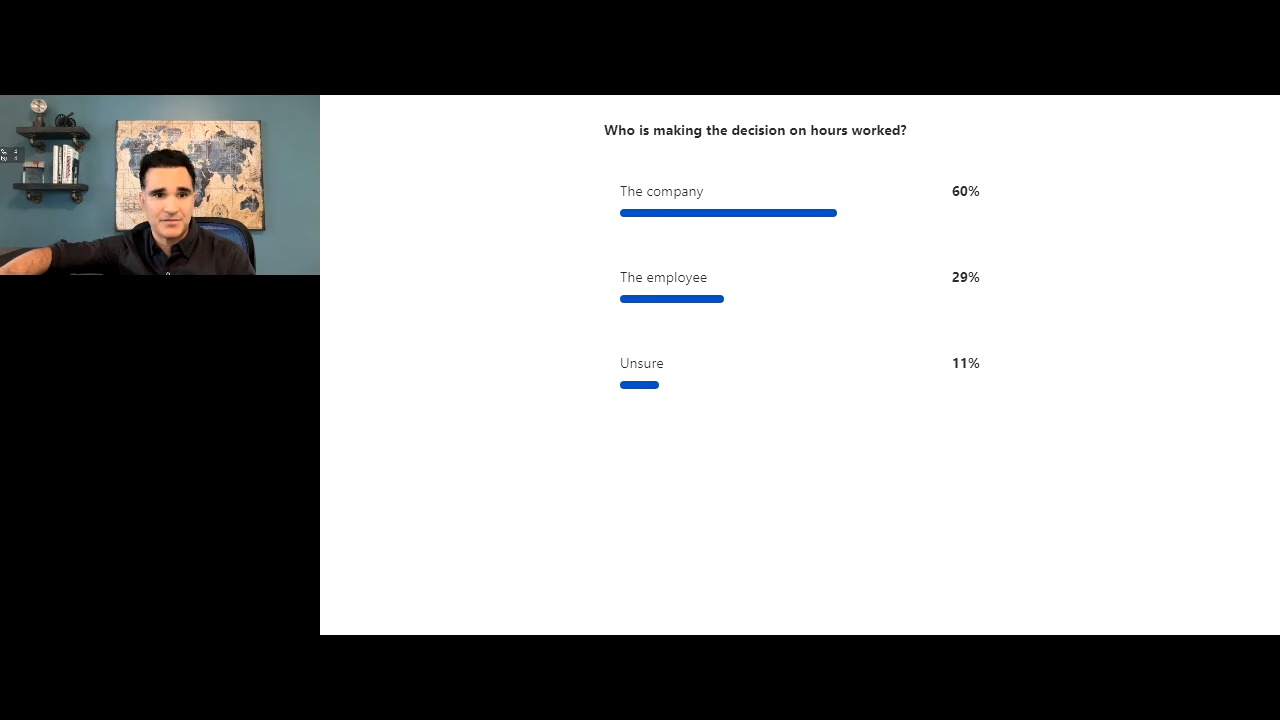 Who is making the decision on hours worked?
The company 60%
The employee 29%
Unsure 11%